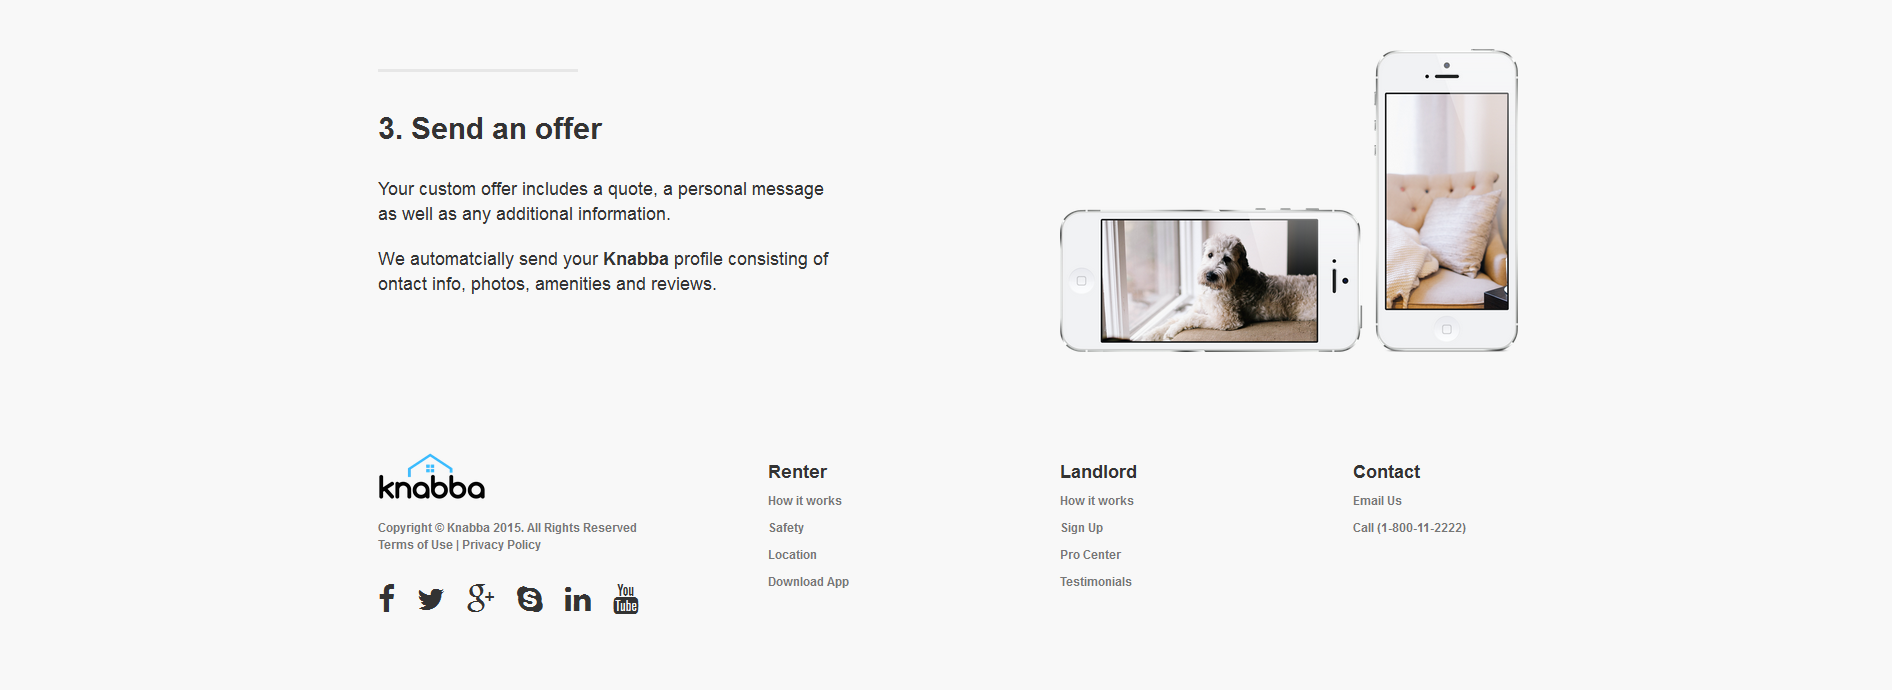 3. Send an offer
Your custom offer includes a quote, a personal message
as well as any additional information.
We automatcially send your Knabba profile consisting of
ontact info, photos, amenities and reviews.
knabba
Copyright © Knabba 2015. All Rights Reserved
Terms of Use | Privacy Policy
You
Tube
Renter
How it works
Safety
Location
Download App
Landlord
How it works
Sign Up
Pro Center
Testimonials
Contact
Email Us
Call (1-800-11-2222)